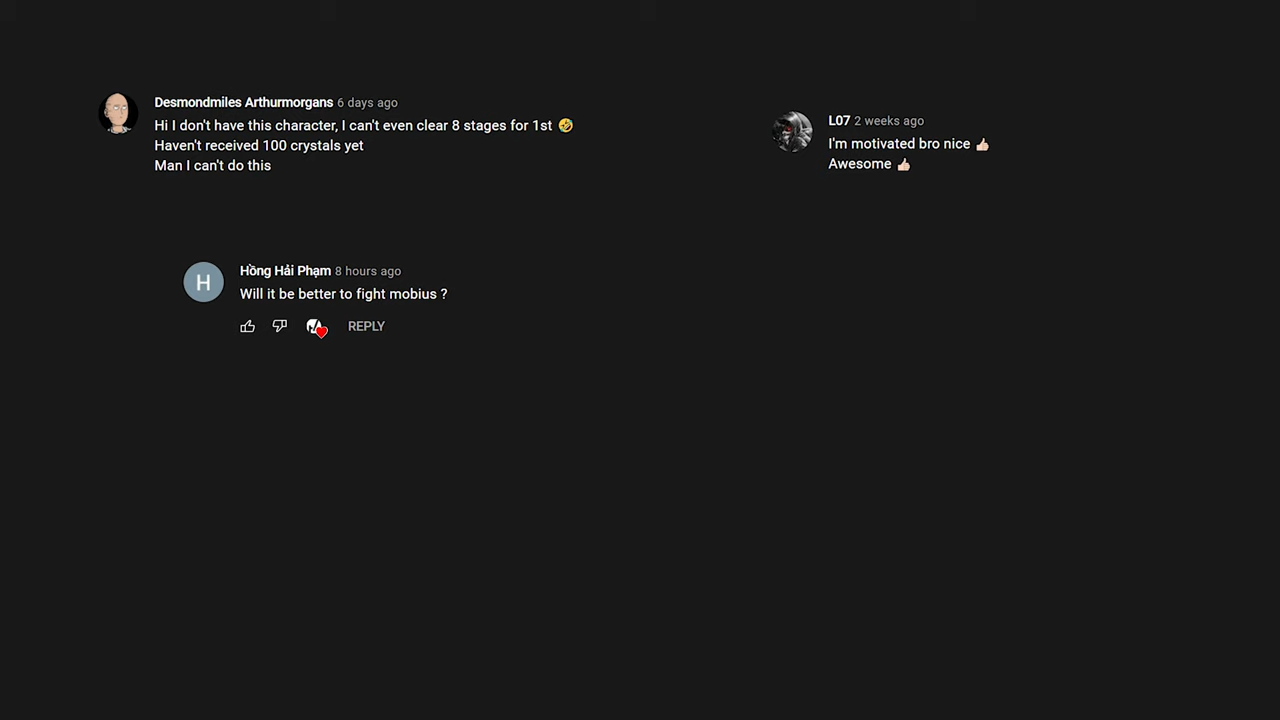 Desmondmiles Arthurmorgans 6 days ago
Hi I don't have this character, I can't even clear 8 stages for 1st 🤣
Haven't received 100 crystals yet
Man I can't do this
L07 2 weeks ago
I'm motivated bro nice 👍🏻
Awesome 👍🏻
H
Hồng Hải Phạm 8 hours ago
Will it be better to fight mobius ?
REPLY